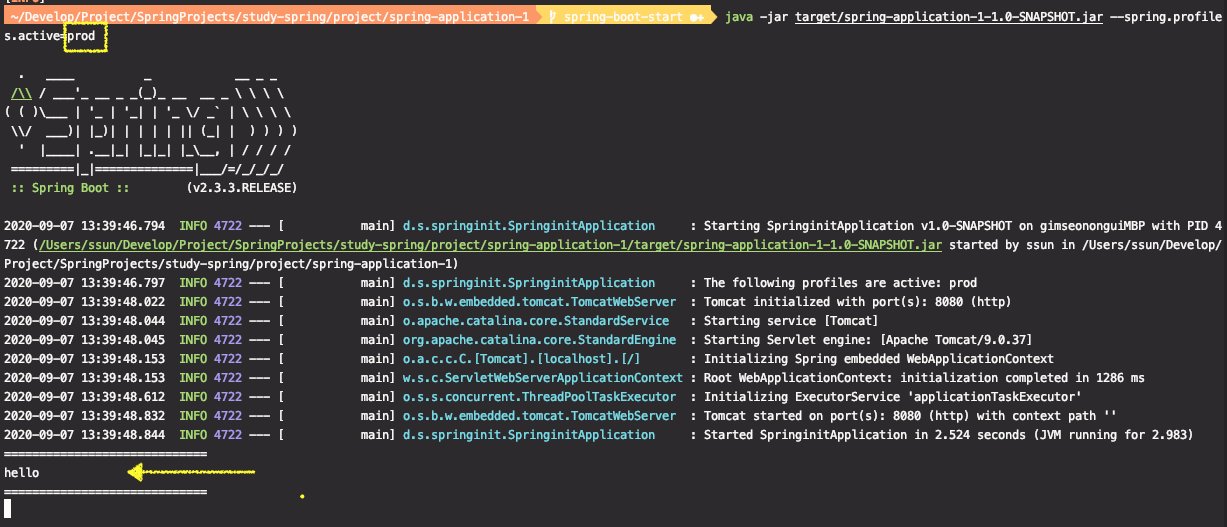 ~/Develop/Project/SpringProjects/study-spring/project/spring-application-1 spring-boot-start java -jar target/spring-application-1-1.0-SNAPSHOT.jar --spring.profile
s.active=prod
  .   ____          _            __ _ _
 /\\ / ___'_ __ _ _(_)_ __  __ _ \ \ \ \
( ( )\___ | '_ | '_| | '_ \/ _` | \ \ \ \
 \\/  ___)| |_)| | | | | || (_| |  ) ) ) )
  '  |____| .__|_| |_|_| |_\__, | / / / /
 =========|_|==============|___/=/_/_/_/
 :: Spring Boot ::        (v2.3.3.RELEASE)
2020-09-07 13:39:46.794  INFO 4722 --- [           main] d.s.springinit.SpringinitApplication     : Starting SpringinitApplication v1.0-SNAPSHOT on gimseononguiMBP with PID 4
722 (/Users/ssun/Develop/Project/SpringProjects/study-spring/project/spring-application-1/target/spring-application-1-1.0-SNAPSHOT.jar started by ssun in /Users/ssun/Develop/
Project/SpringProjects/study-spring/project/spring-application-1)
2020-09-07 13:39:46.797  INFO 4722 --- [           main] d.s.springinit.SpringinitApplication     : The following profiles are active: prod
2020-09-07 13:39:48.022  INFO 4722 --- [           main] o.s.b.w.embedded.tomcat.TomcatWebServer  : Tomcat initialized with port(s): 8080 (http)
2020-09-07 13:39:48.044  INFO 4722 --- [           main] o.apache.catalina.core.StandardService   : Starting service [Tomcat]
2020-09-07 13:39:48.045  INFO 4722 --- [           main] org.apache.catalina.core.StandardEngine  : Starting Servlet engine: [Apache Tomcat/9.0.37]
2020-09-07 13:39:48.153  INFO 4722 --- [           main] o.a.c.c.C.[Tomcat].[localhost].[/]       : Initializing Spring embedded WebApplicationContext
2020-09-07 13:39:48.153  INFO 4722 --- [           main] w.s.c.ServletWebServerApplicationContext : Root WebApplicationContext: initialization completed in 1286 ms
2020-09-07 13:39:48.612  INFO 4722 --- [           main] o.s.s.concurrent.ThreadPoolTaskExecutor  : Initializing ExecutorService 'applicationTaskExecutor'
2020-09-07 13:39:48.832  INFO 4722 --- [           main] o.s.b.w.embedded.tomcat.TomcatWebServer  : Tomcat started on port(s): 8080 (http) with context path ''
2020-09-07 13:39:48.844  INFO 4722 --- [           main] d.s.springinit.SpringinitApplication     : Started SpringinitApplication in 2.524 seconds (JVM running for 2.983)
=============================
hello
=============================